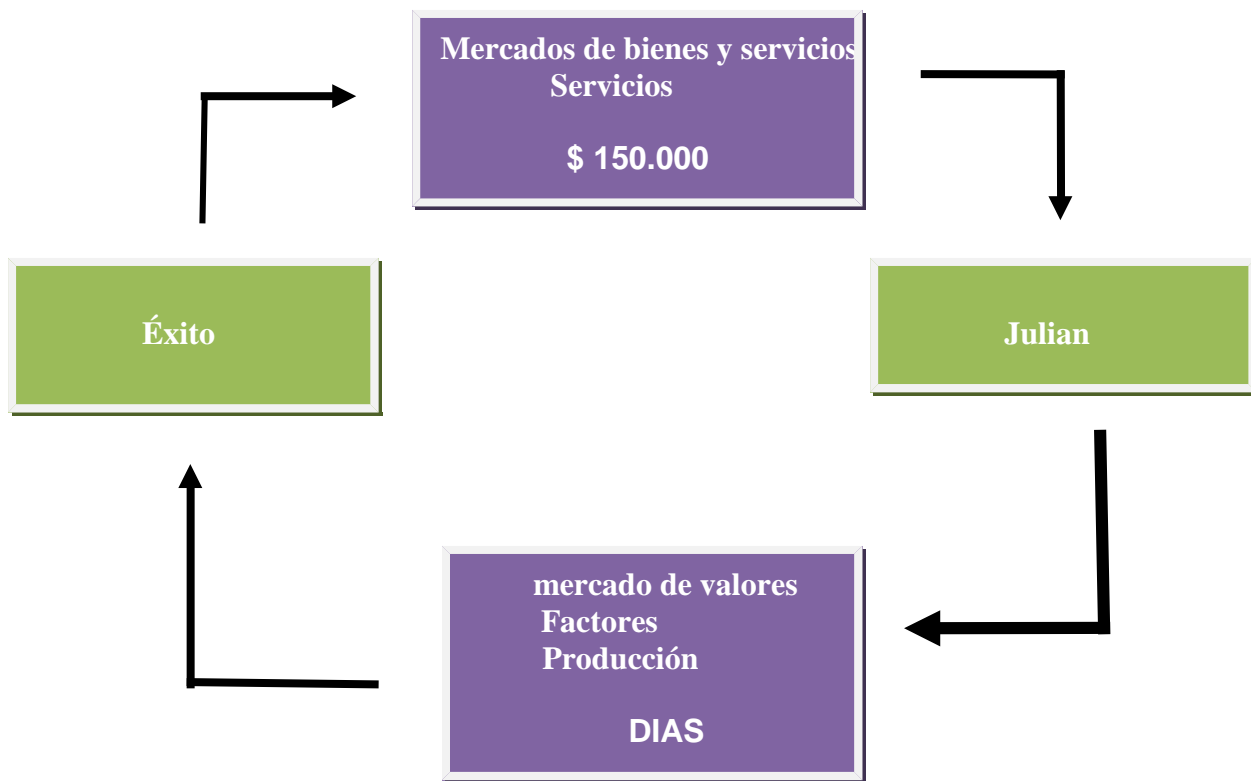 Mercados de bienes y servicios
Servicios
$ 150.000
Éxito
Julian
mercado de valores
Factores
Producción
DIAS